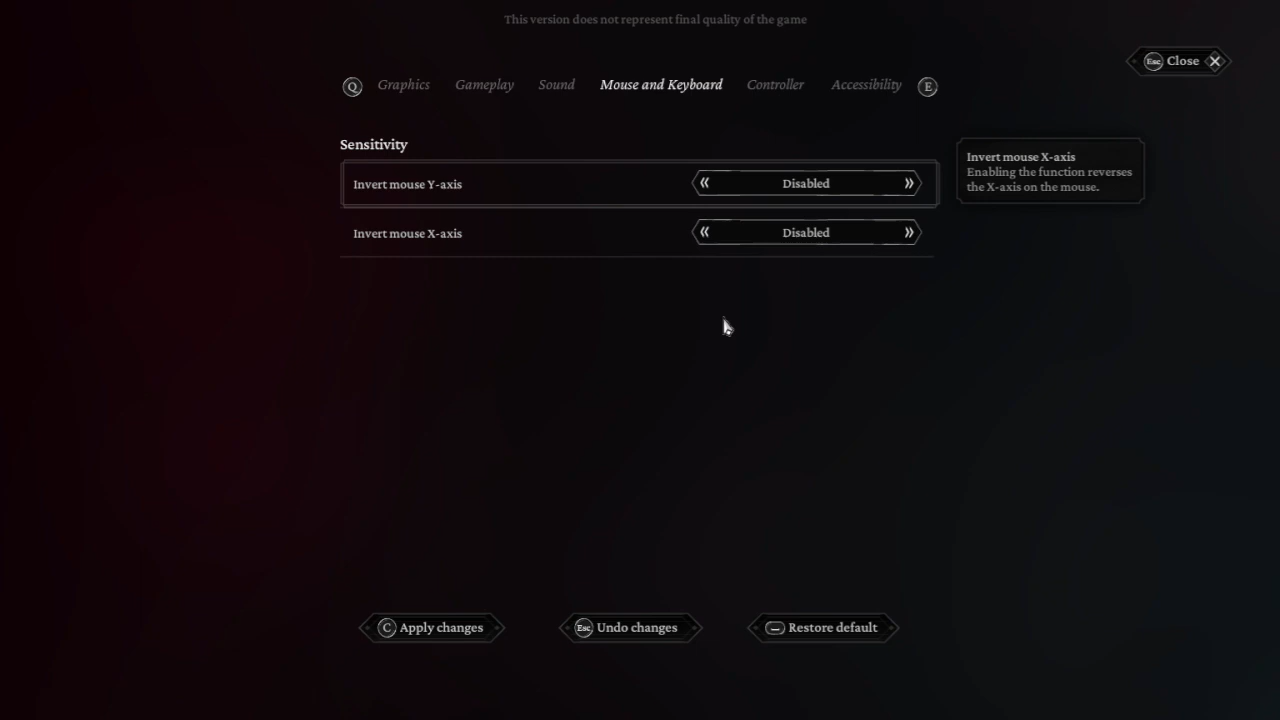 This version does not represent final quality of the game
Esc Close
Q Graphics Gameplay Sound Mouse and Keyboard Controller Accessibility E
Sensitivity
Invert mouse Y-axis Disabled
Invert mouse X-axis Disabled
Invert mouse X-axis
Enabling the function reverses
the X-axis on the mouse.
C Apply changes Esc Undo changes Restore default